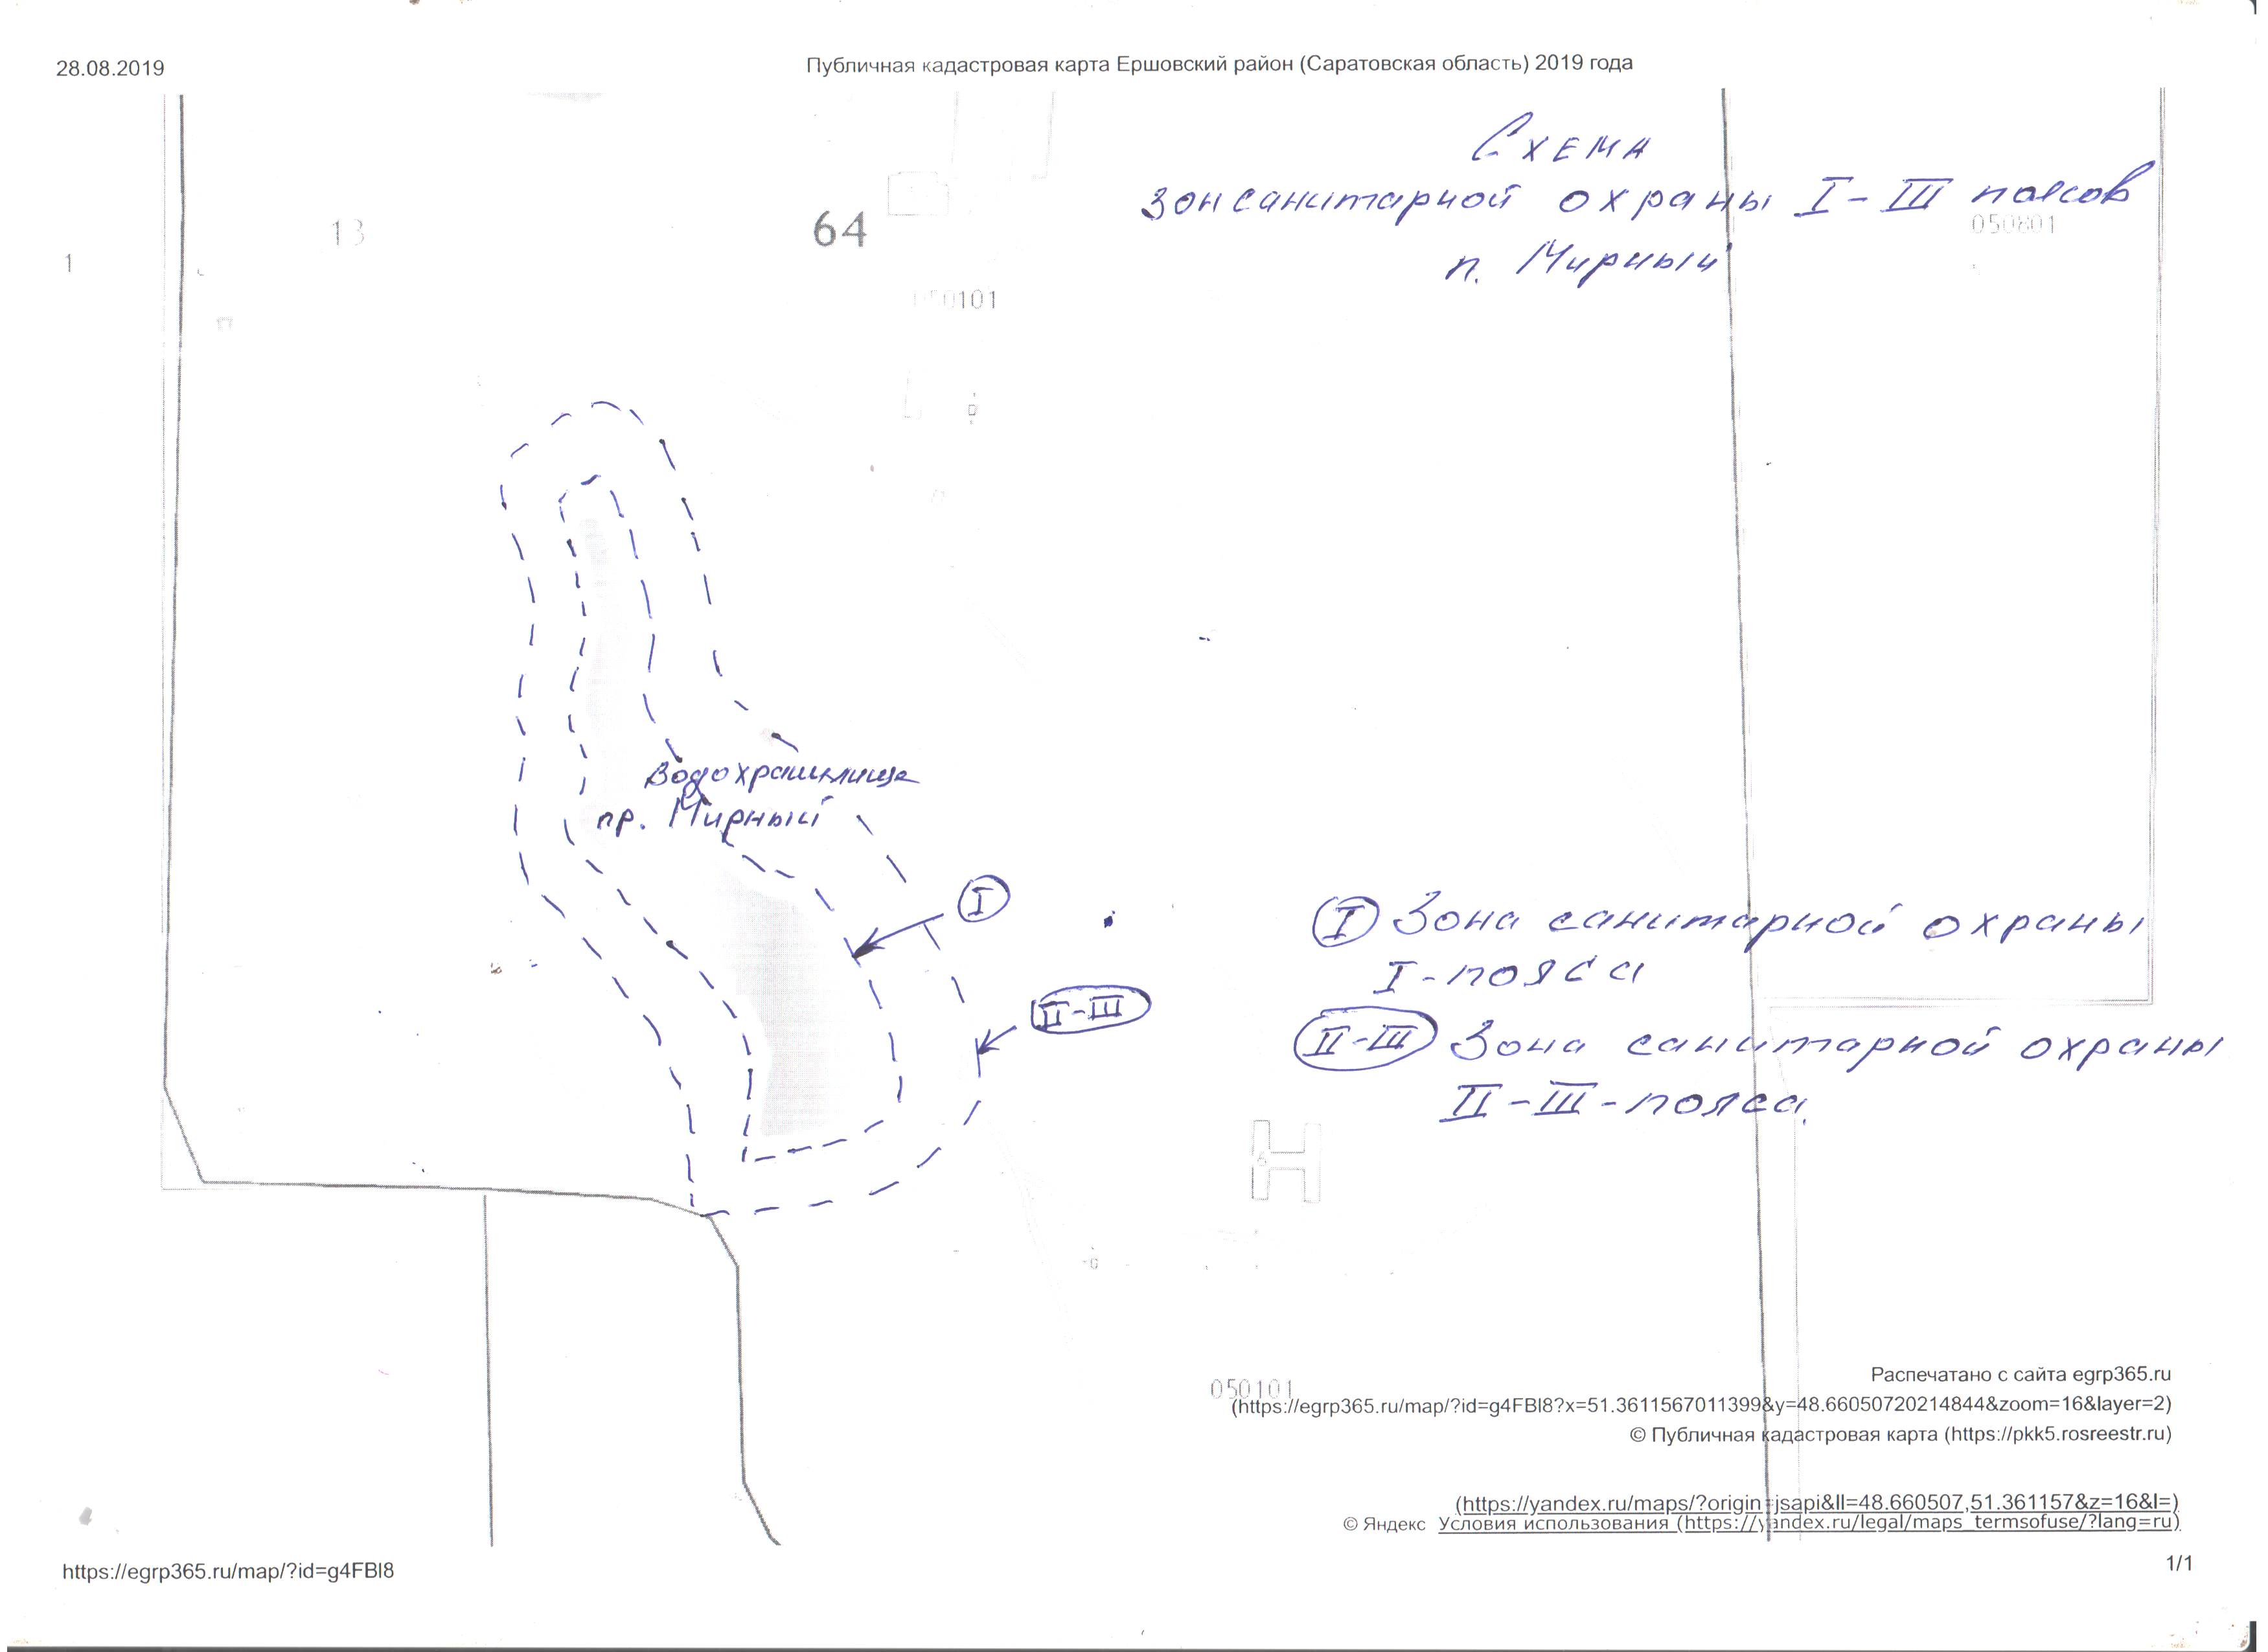 28.08.2019
Публичная кадастровая карта Ершовский район (Саратовская область) 2019 года
Схема
Зон санитарной охраны I - III поясов
п. Мирный
050801
13
64
1
050101
Водохранилище
пр. Мирный
I
II-III
I Зона санитарной охраны
I - пояса
II-III Зона санитарной охраны
II - III - пояса
050101
Распечатано с сайта egrp365.ru
(https://egrp365.ru/map/?id=g4FBI8?x=51.3611567011399&y=48.66050720214844&zoom=16&layer=2)
© Публичная кадастровая карта (https://pkk5.rosreestr.ru)
(https://yandex.ru/maps/?origin=jsapi&ll=48.660507,51.361157&z=16&l=)
© Яндекс Условия использования (https://yandex.ru/legal/maps_termsofuse/?lang=ru)
https://egrp365.ru/map/?id=g4FBI8
1/1